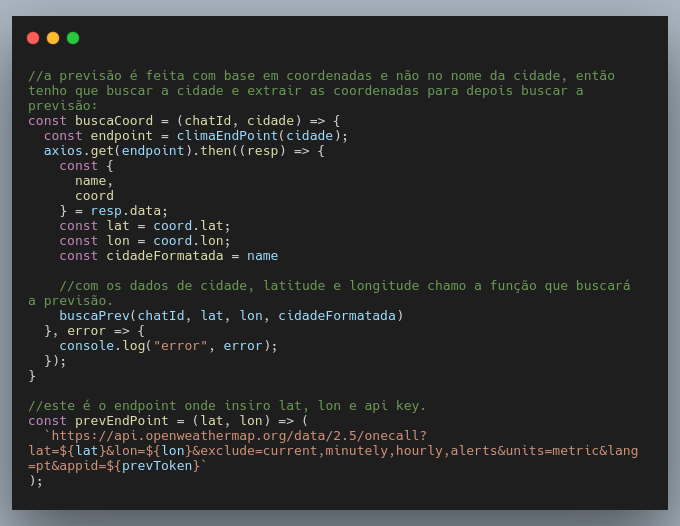 //a previsão é feita com base em coordenadas e não no nome da cidade, então
tenho que buscar a cidade e extrair as coordenadas para depois buscar a
previsão:
const buscaCoord = (chatId, cidade) => {
  const endpoint = climaEndPoint(cidade);
  axios.get(endpoint).then((resp) => {
    const {
      name,
      coord
    } = resp.data;
    const lat = coord.lat;
    const lon = coord.lon;
    const cidadeFormatada = name

    //com os dados de cidade, latitude e longitude chamo a função que buscará
a previsão.
    buscaPrev(chatId, lat, lon, cidadeFormatada)
  }, error => {
    console.log("error", error);
  });
}

//este é o endpoint onde insiro lat, lon e api key.
const prevEndPoint = (lat, lon) => (
  `https://api.openweathermap.org/data/2.5/onecall?
lat=${lat}&lon=${lon}&exclude=current,minutely,hourly,alerts&units=metric&lang
=pt&appid=${prevToken}`
);